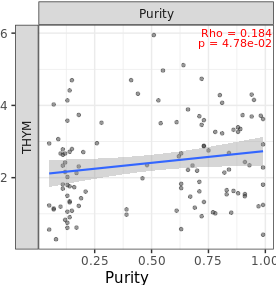 Purity
Rho = 0.184
p = 4.78e-02
THYM
6
4
2
0.25 0.50 0.75 1.00
Purity